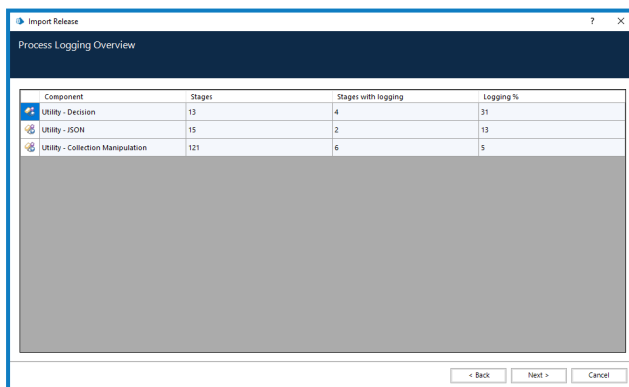 Import Release ? X
Process Logging Overview
Component Stages Stages with logging Logging %
Utility - Decision 13 4 31
Utility - JSON 15 2 13
Utility - Collection Manipulation 121 6 5
< Back Next > Cancel